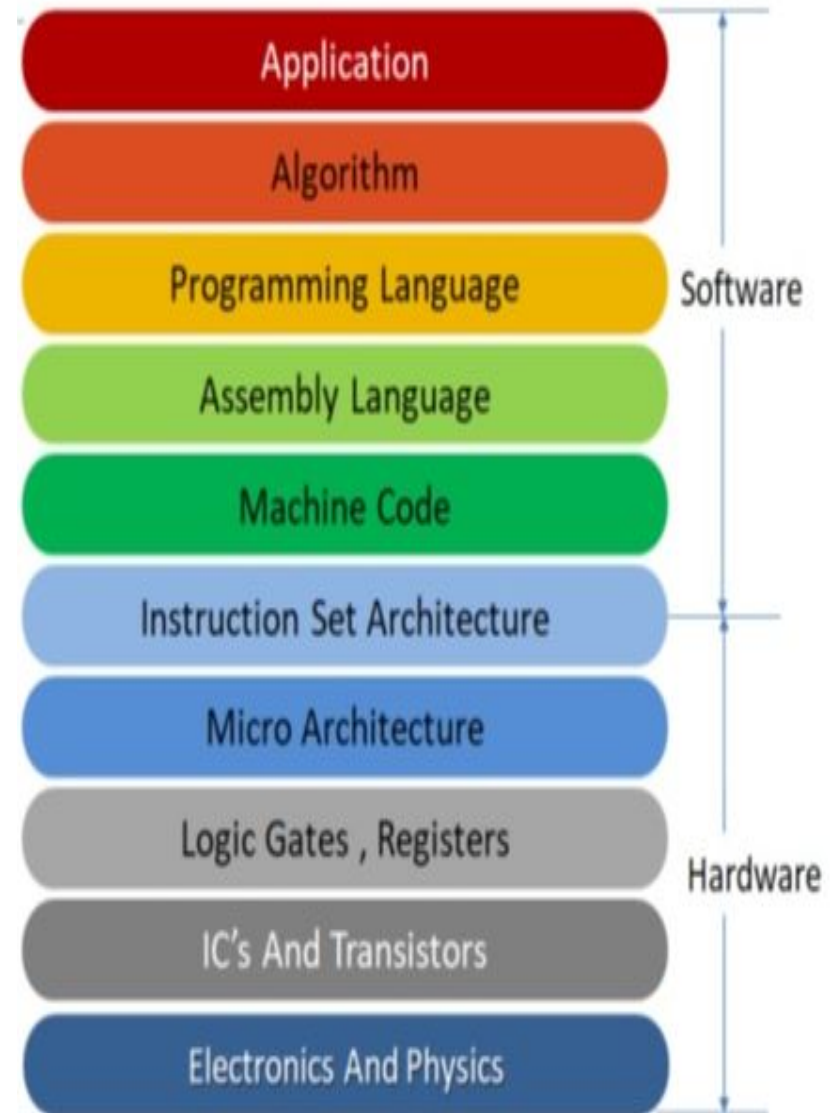 Application
Algorithm
Programming Language
Software
Assembly Language
Machine Code
Instruction Set Architecture
Micro Architecture
Logic Gates , Registers
Hardware
IC's And Transistors
Electronics And Physics